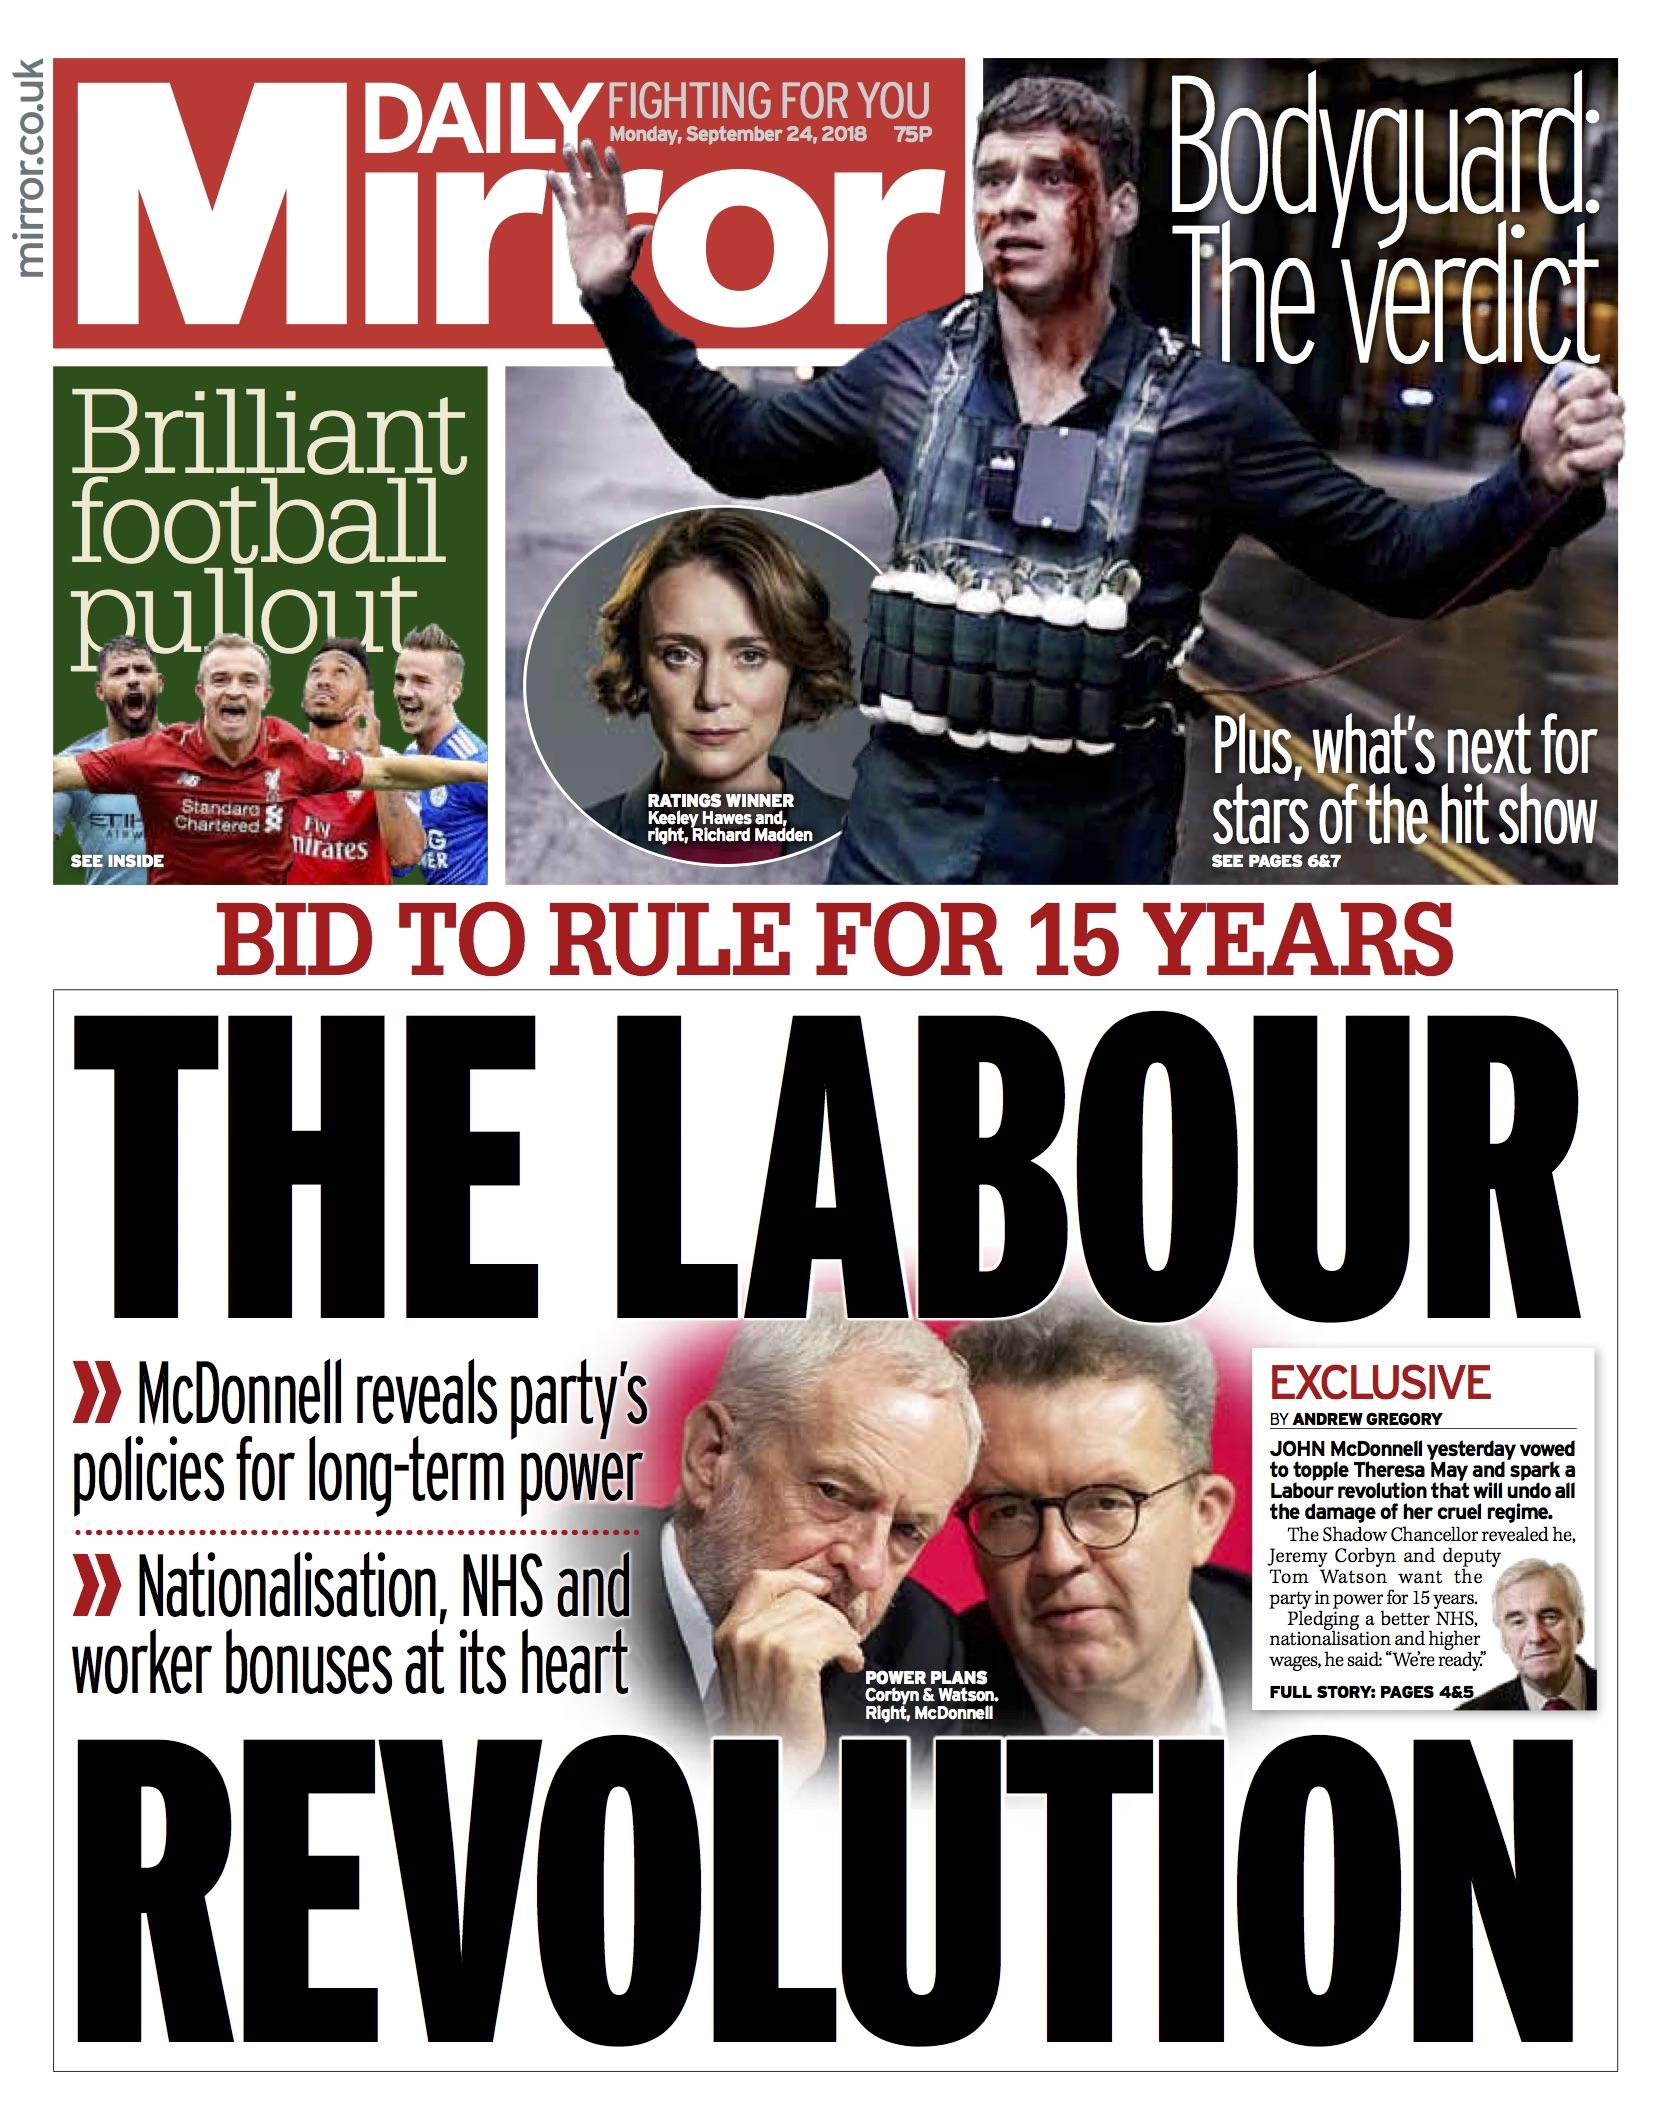 mirror.co.uk
DAILY
Mirror
FIGHTING FOR YOU
Monday, September 24, 2018 75P
Bodyguard:
The verdict
Brilliant
football
pullout
Standard
Chartered
Fly
SEE INSIDE
RATINGS WINNER
Keeley Hawes and,
right, Richard Madden
Plus, what's next for
stars of the hit show
SEE PAGES 6&7
BID TO RULE FOR 15 YEARS
THE LABOUR
McDonnell reveals party's
policies for long-term power
Nationalisation, NHS and
worker bonuses at its heart
POWER PLANS
Corbyn & Watson.
Right, McDonnell
EXCLUSIVE
BY ANDREW GREGORY
JOHN McDonnell yesterday vowed
to topple Theresa May and spark a
Labour revolution that will undo all
the damage of her cruel regime.
The Shadow Chancellor revealed he,
Jeremy Corbyn and deputy
Tom Watson want the
party in power for 15 years.
Pledging a better NHS,
nationalisation and higher
wages, he said: “We’re ready.”
FULL STORY: PAGES 4&5
REVOLUTION